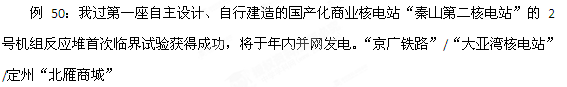 例 50：我过第一座自主设计、自行建造的国产化商业核电站“秦山第二核电站”的 2
号机组反应堆首次临界试验获得成功，将于年内并网发电。“京广铁路”/“大亚湾核电站”
/定州“北雁商城”